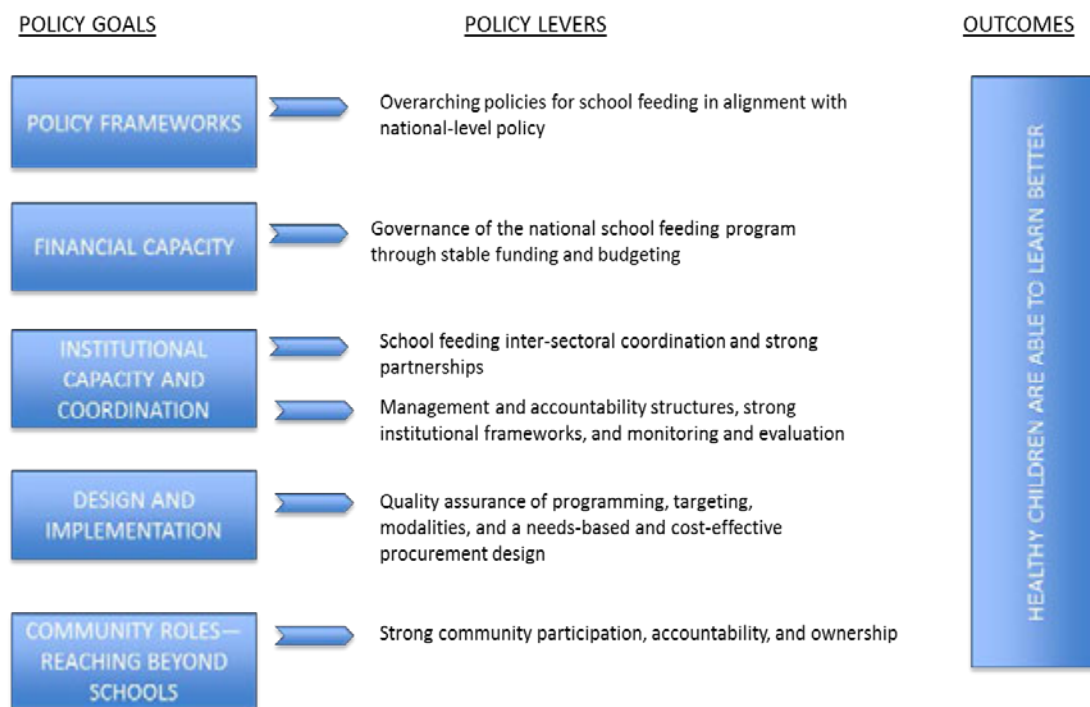 POLICY GOALS
POLICY LEVERS
OUTCOMES
POLICY FRAMEWORKS
Overarching policies for school feeding in alignment with
national-level policy
FINANCIAL CAPACITY
Governance of the national school feeding program
through stable funding and budgeting
INSTITUTIONAL
CAPACITY AND
COORDINATION
School feeding inter-sectoral coordination and strong
partnerships
Management and accountability structures, strong
institutional frameworks, and monitoring and evaluation
DESIGN AND
IMPLEMENTATION
Quality assurance of programming, targeting,
modalities, and a needs-based and cost-effective
procurement design
COMMUNITY ROLES—
REACHING BEYOND
SCHOOLS
Strong community participation, accountability, and ownership
HEALTHY CHILDREN ARE ABLE TO LEARN BETTER